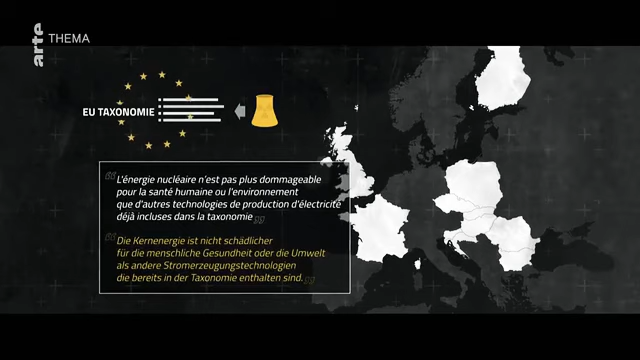 arte
THEMA
EU TAXONOMIE
"L'énergie nucléaire n'est pas plus dommageable
pour la santé humaine ou l'environnement
que d'autres technologies de production d'électricité
déjà incluses dans la taxonomie"
"Die Kernenergie ist nicht schädlicher
für die menschliche Gesundheit oder die Umwelt
als andere Stromerzeugungstechnologien
die bereits in der Taxonomie enthalten sind."